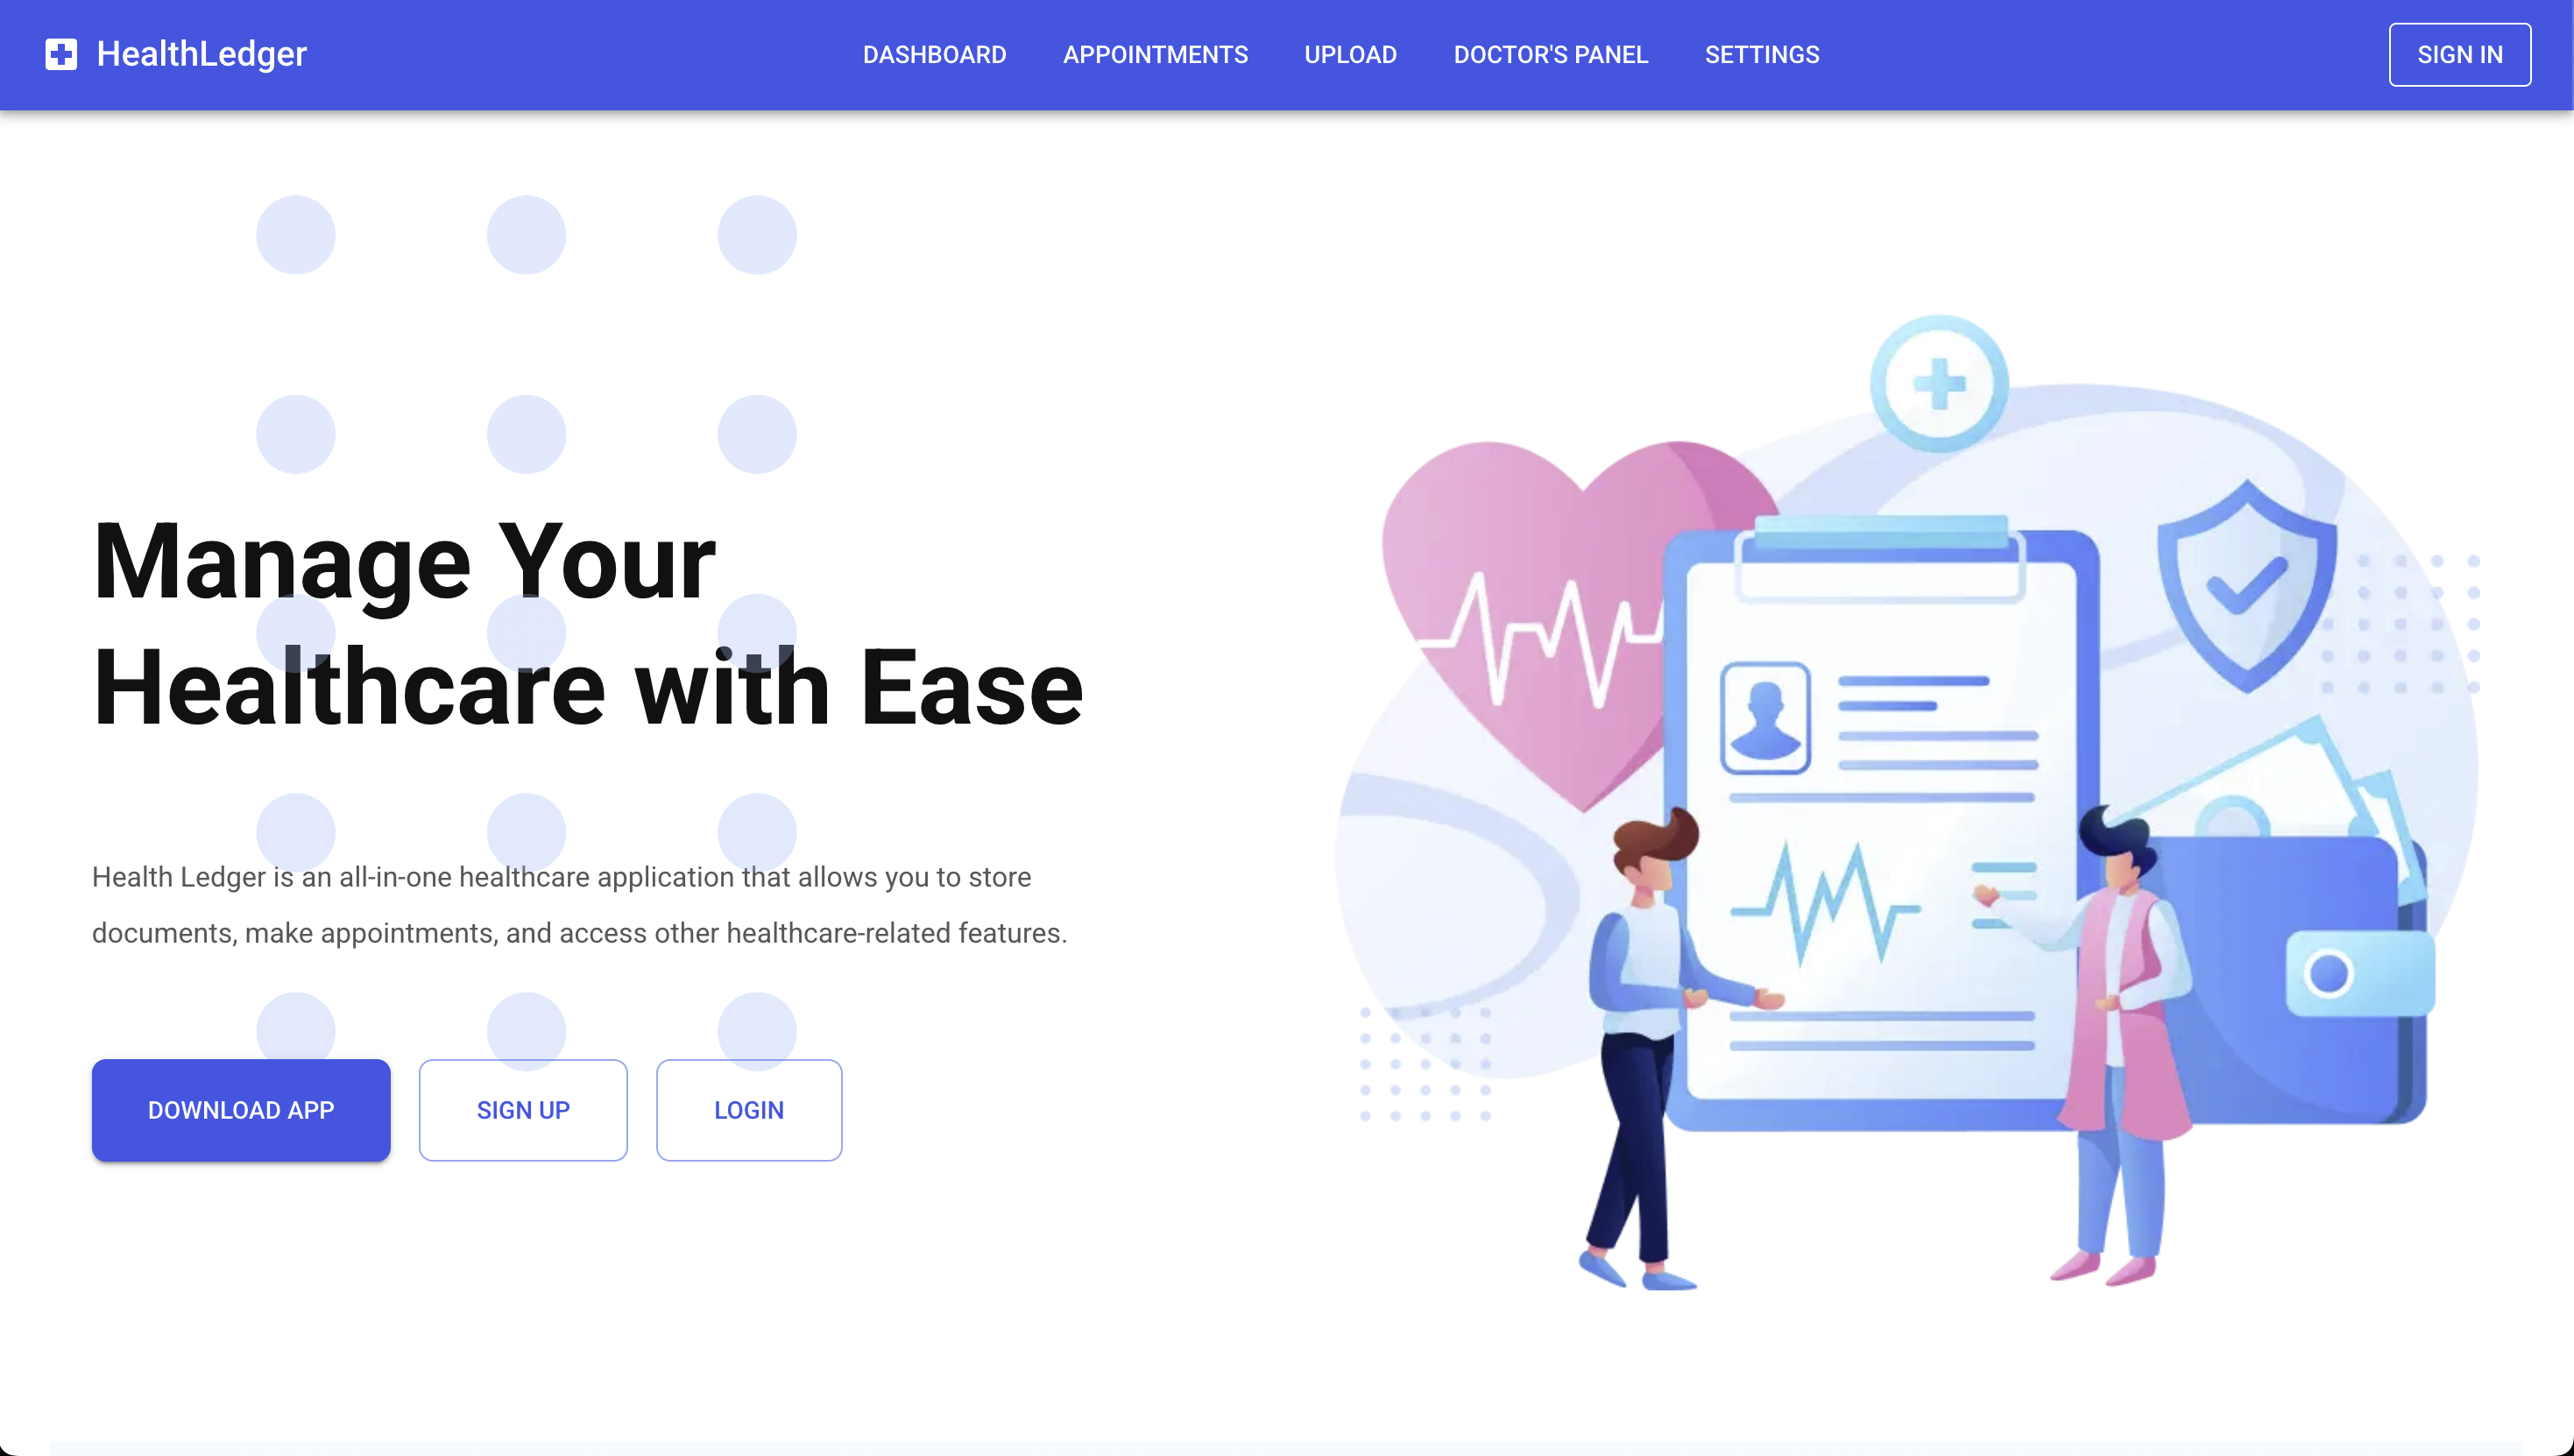 HealthLedger
DASHBOARD
APPOINTMENTS
UPLOAD
DOCTOR'S PANEL
SETTINGS
SIGN IN
Manage Your
Healthcare with Ease
Health Ledger is an all-in-one healthcare application that allows you to store
documents, make appointments, and access other healthcare-related features.
DOWNLOAD APP
SIGN UP
LOGIN